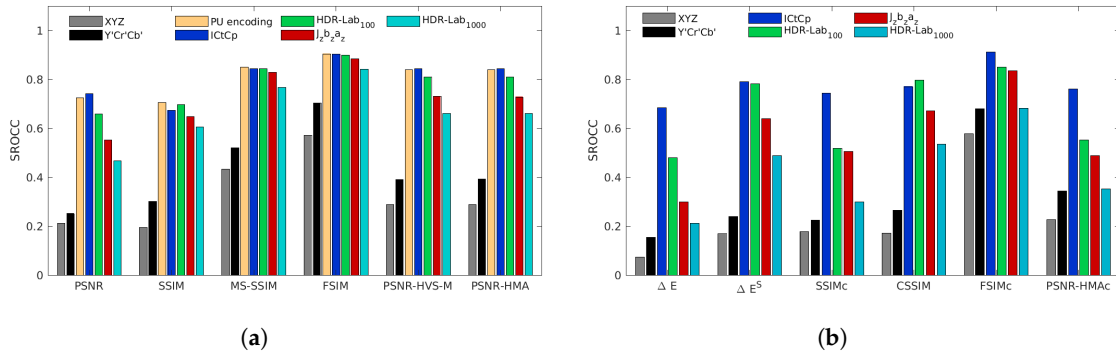 XYZ
Y'Cr'Cb'
PU encoding
ICtCp
HDR-Lab100
Jzbzaz
HDR-Lab1000
1
0.8
0.6
0.4
0.2
0
SROCC
PSNR
SSIM
MS-SSIM
FSIM
PSNR-HVS-M
PSNR-HMA
(a)
XYZ
Y'Cr'Cb'
ICtCp
HDR-Lab100
Jzbzaz
HDR-Lab1000
1
0.8
0.6
0.4
0.2
0
SROCC
Δ E
Δ E^S
SSIMc
CSSIM
FSIMc
PSNR-HMAc
(b)